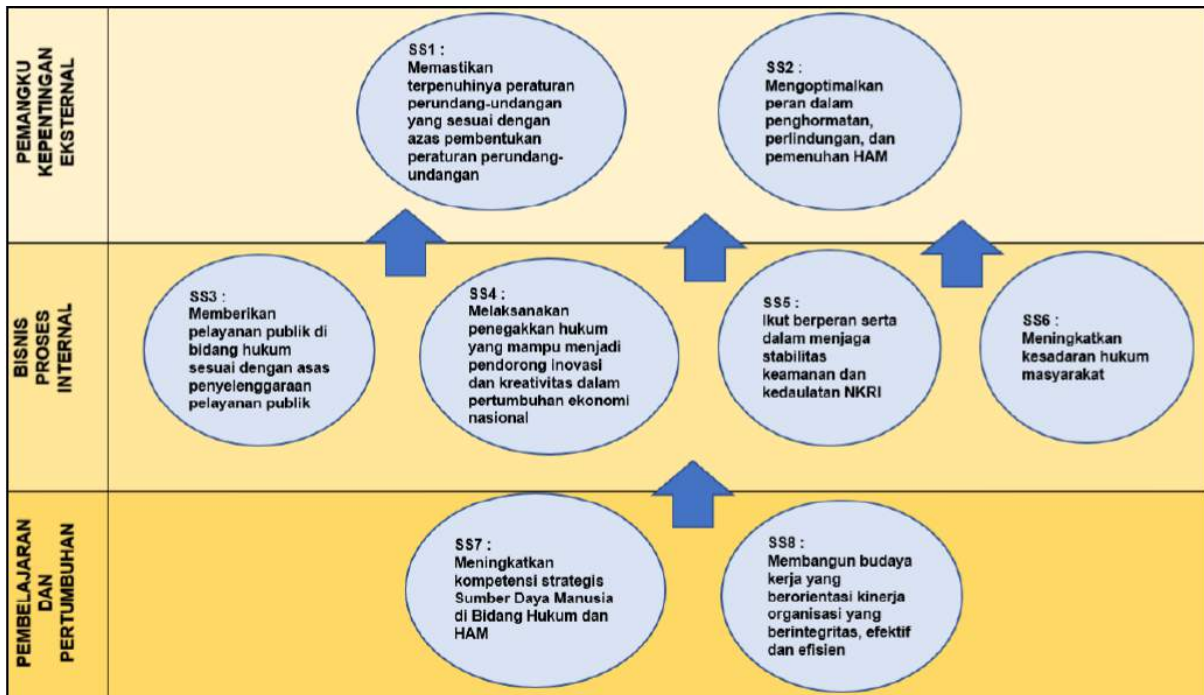 PEMANGKU
KEPENTINGAN
EKSTERNAL
SS1 :
Memastikan
terpenuhinya peraturan
perundang-undangan
yang sesuai dengan
azas pembentukan
peraturan perundang-
undangan
SS2 :
Mengoptimalkan
peran dalam
penghormatan,
perlindungan, dan
pemenuhan HAM
BISNIS
PROSES
INTERNAL
SS3 :
Memberikan
pelayanan publik di
bidang hukum
sesuai dengan asas
penyelenggaraan
pelayanan publik
SS4 :
Melaksanakan
penegakkan hukum
yang mampu menjadi
pendorong inovasi
dan kreativitas dalam
pertumbuhan ekonomi
nasional
SS5 :
Ikut berperan serta
dalam menjaga
stabilitas
keamanan dan
kedaulatan NKRI
SS6 :
Meningkatkan
kesadaran hukum
masyarakat
PEMBELAJARAN
DAN
PERTUMBUHAN
SS7 :
Meningkatkan
kompetensi strategis
Sumber Daya Manusia
di Bidang Hukum dan
HAM
SS8 :
Membangun budaya
kerja yang
berorientasi kinerja
organisasi yang
berintegritas, efektif
dan efisien